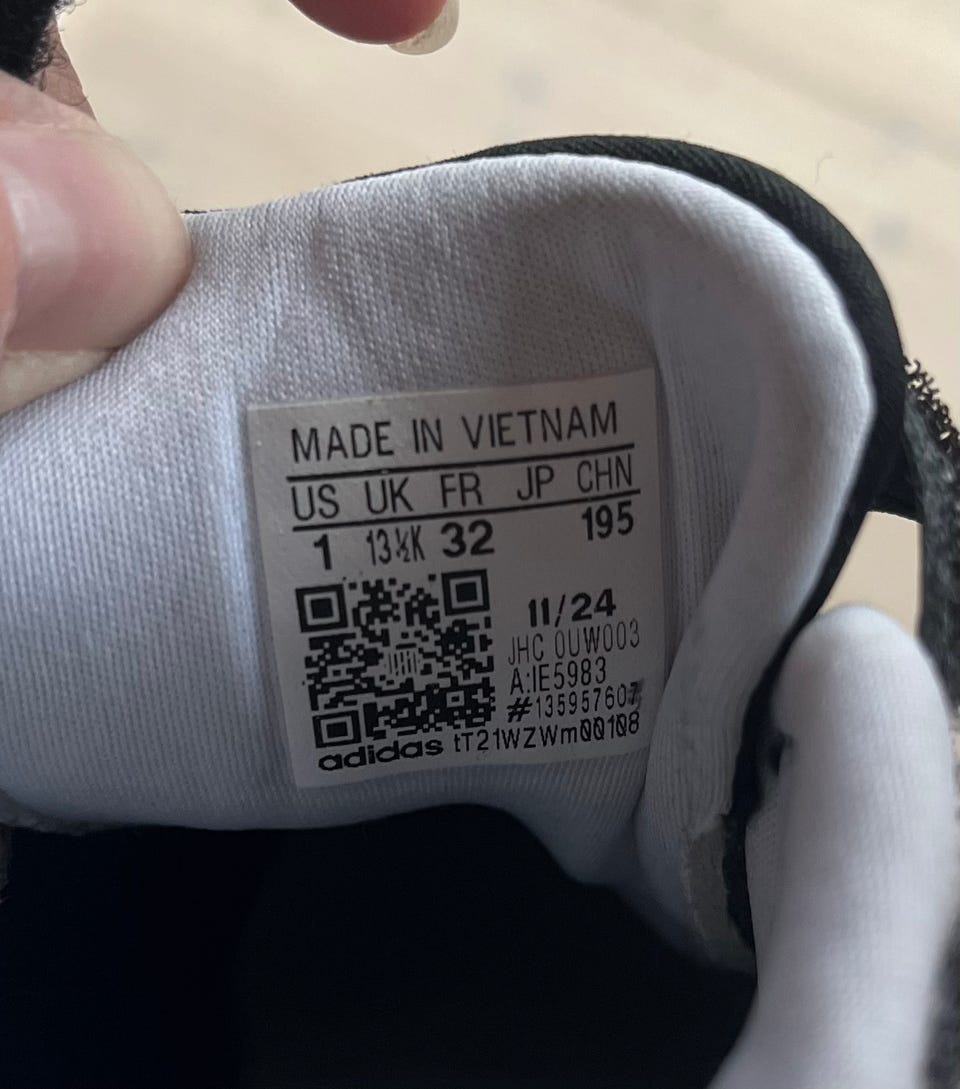 MADE IN VIETNAM
US UK FR JP CHN
1 13½K 32 195
11/24
JHC 0UW003
A:IE5983
#135957607
adidas tT21WZWm00108